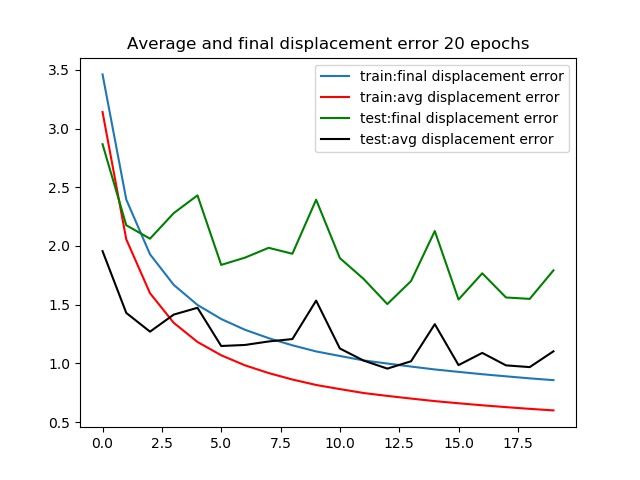 Average and final displacement error 20 epochs
train:final displacement error
train:avg displacement error
test:final displacement error
test:avg displacement error
3.5
3.0
2.5
2.0
1.5
1.0
0.5
0.0 2.5 5.0 7.5 10.0 12.5 15.0 17.5